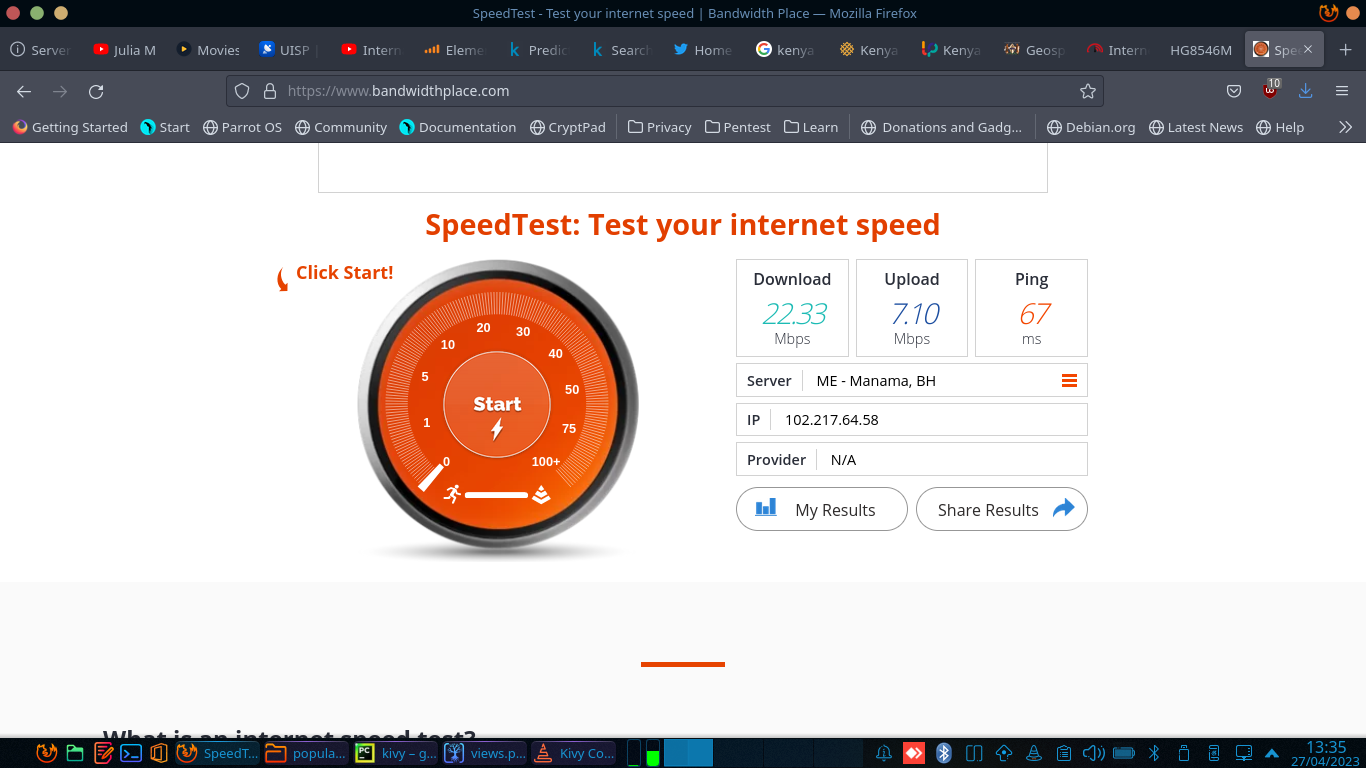 SpeedTest - Test your internet speed | Bandwidth Place — Mozilla Firefox
Server Julia M Movies UISP Intern Eleme Predic Search Home kenya Kenya Kenya Geosp Intern HG8546M Spee
https://www.bandwidthplace.com 10
Getting Started Start Parrot OS Community Documentation CryptPad Privacy Pentest Learn Donations and Gadg... Debian.org Latest News Help
SpeedTest: Test your internet speed
Click Start!
0 1 5 10 20 30 40 50 75 100+
Start
Download
22.33
Mbps
Upload
7.10
Mbps
Ping
67
ms
Server ME - Manama, BH
IP 102.217.64.58
Provider N/A
My Results Share Results
What is an internet speed test?
SpeedT... popula... PC kivy – g... views.p... Kivy Co...
13:35
27/04/2023